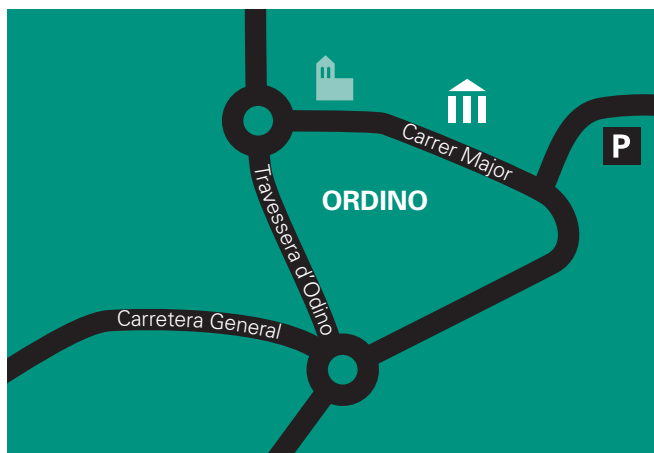 Carrer Major
P
ORDINO
Travessera d'Odino
Carretera General